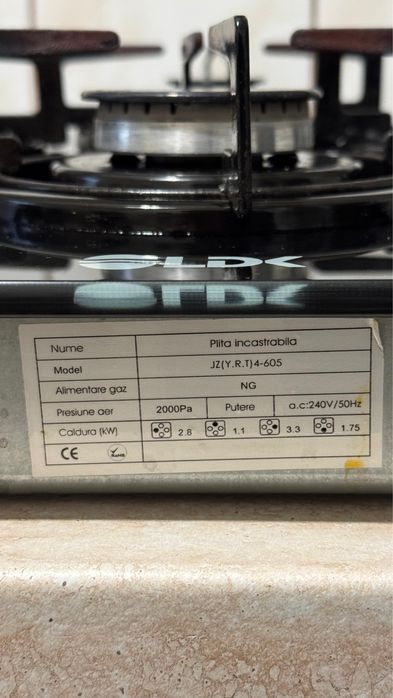 LDK
Nume Plita incastrabila
Model JZ(Y.R.T)4-605
Alimentare gaz NG
Presiune aer 2000Pa Putere a.c:240V/50Hz
Caldura (kW) 2.8 1.1 3.3 1.75
CE RoHS